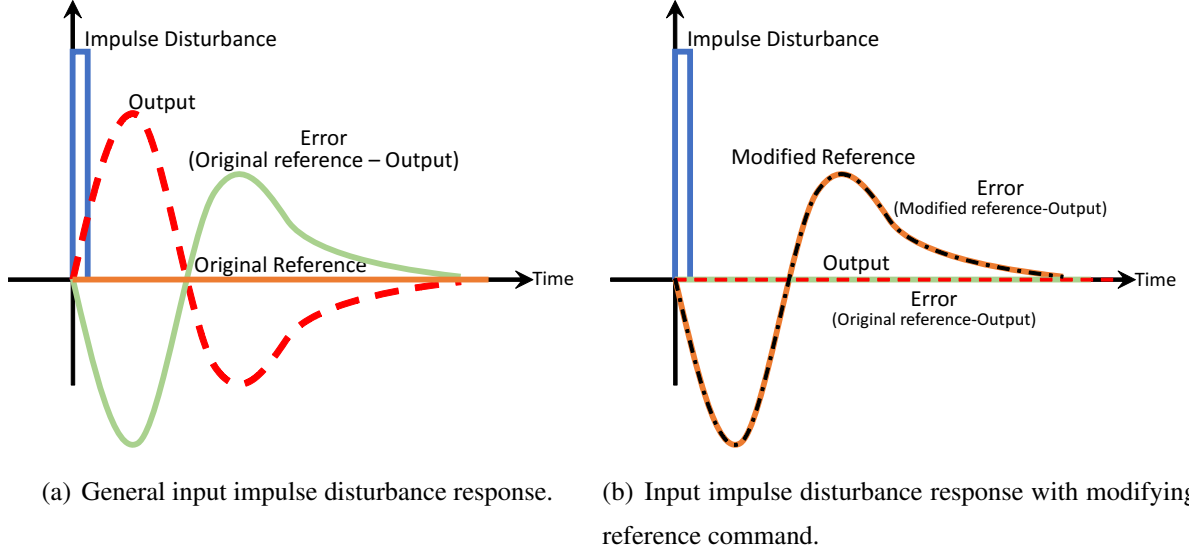 Impulse Disturbance
Output
Error
(Original reference – Output)
Original Reference
Time
(a) General input impulse disturbance response.
Impulse Disturbance
Modified Reference
Error
(Modified reference-Output)
Output
Time
Error
(Original reference-Output)
(b) Input impulse disturbance response with modifying
reference command.